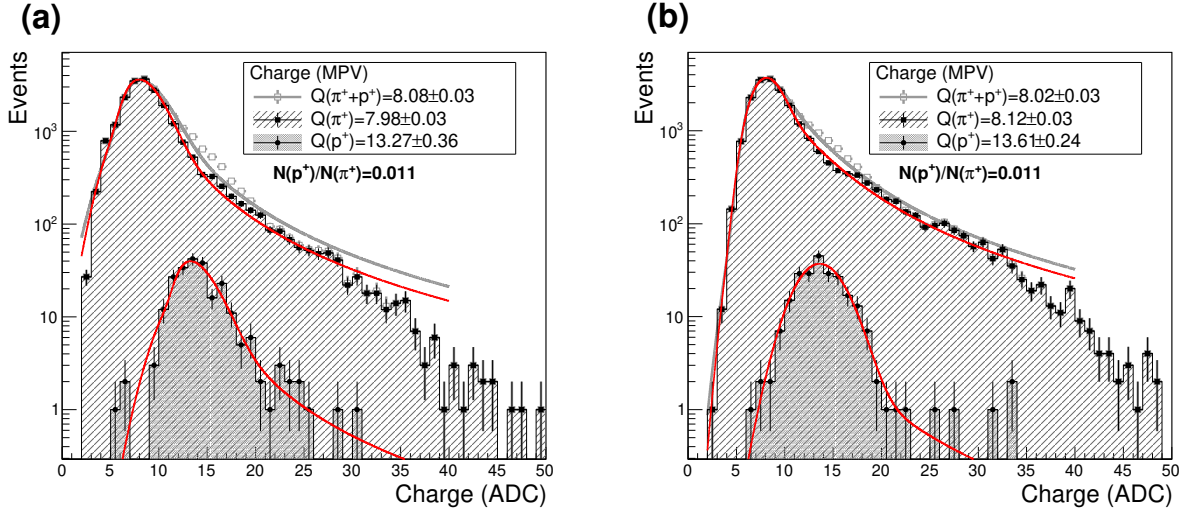 (a)
Events
10³
10²
10
1
0 5 10 15 20 25 30 35 40 45 50
Charge (ADC)
Charge (MPV)
Q(π⁺+p⁺)=8.08±0.03
Q(π⁺)=7.98±0.03
Q(p⁺)=13.27±0.36
N(p⁺)/N(π⁺)=0.011
(b)
Events
10³
10²
10
1
0 5 10 15 20 25 30 35 40 45 50
Charge (ADC)
Charge (MPV)
Q(π⁺+p⁺)=8.02±0.03
Q(π⁺)=8.12±0.03
Q(p⁺)=13.61±0.24
N(p⁺)/N(π⁺)=0.011